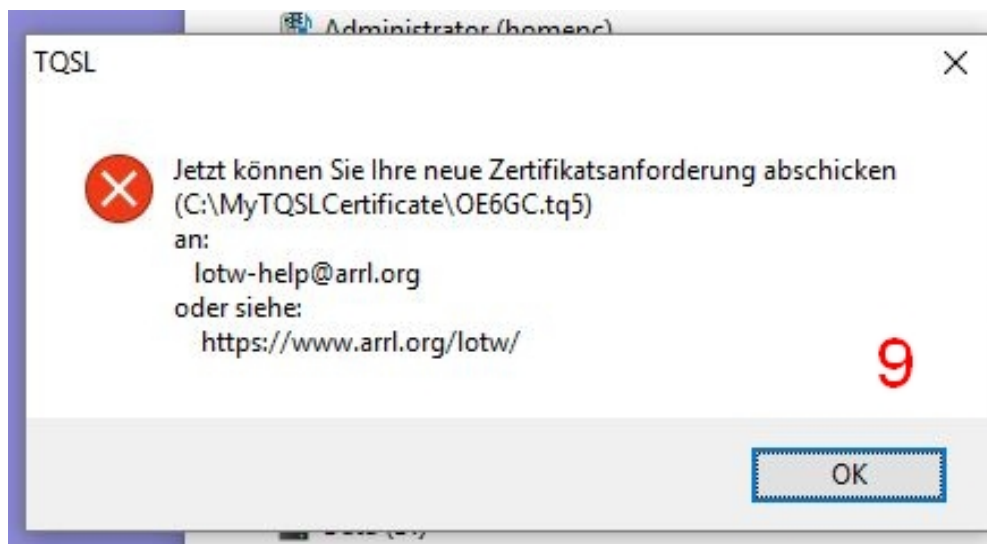 Administrator (homepc)
TQSL
Jetzt können Sie Ihre neue Zertifikatsanforderung abschicken
(C:\MyTQSLCertificate\OE6GC.tq5)
an:
lotw-help@arrl.org
oder siehe:
https://www.arrl.org/lotw/
9
OK